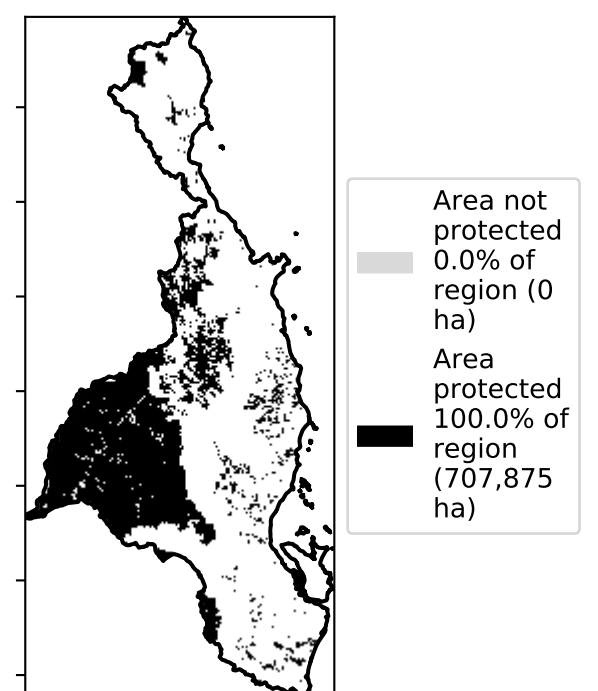 Area not
protected
0.0% of
region (0
ha)
Area
protected
100.0% of
region
(707,875
ha)